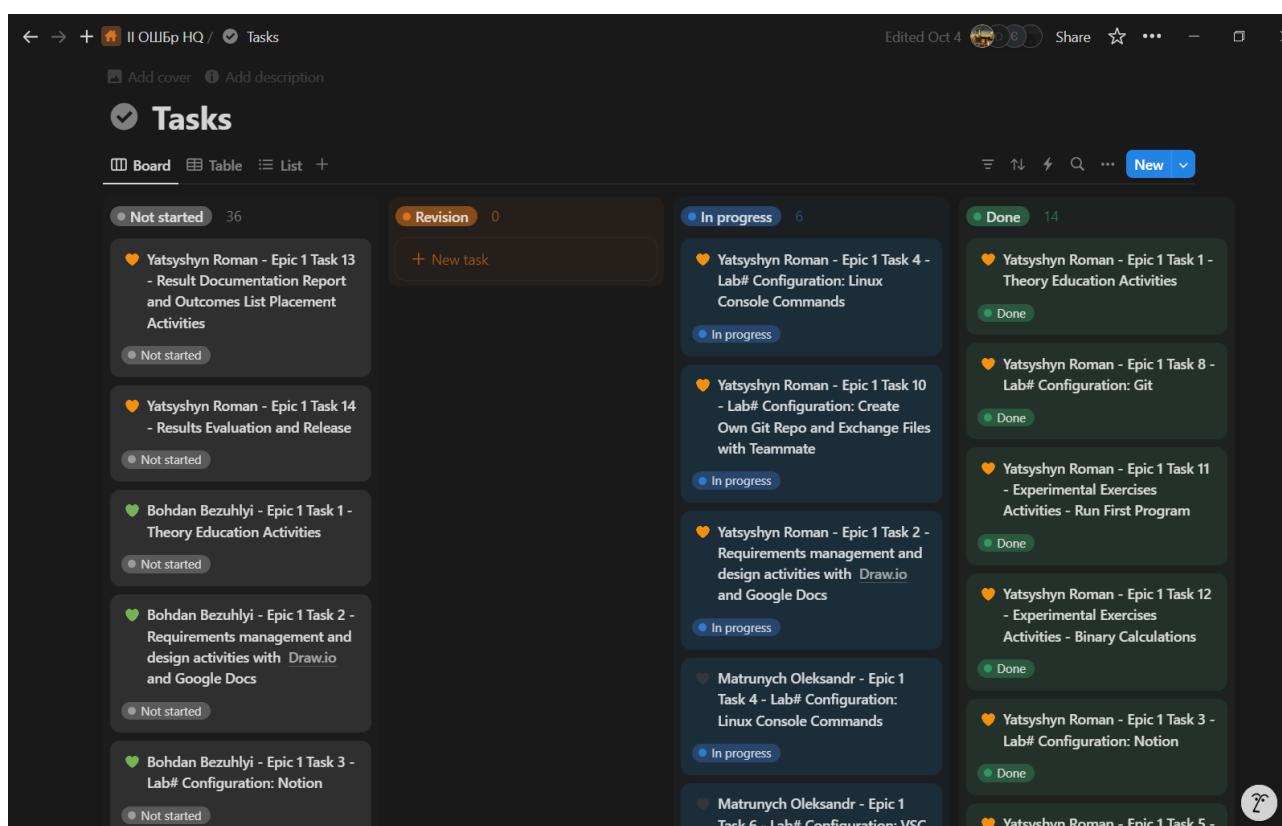 II ОШБр HQ / Tasks
Edited Oct 4
Share
Add cover Add description
Tasks
Board Table List
New
Not started 36
Yatsyshyn Roman - Epic 1 Task 13
- Result Documentation Report
and Outcomes List Placement
Activities
Not started
Yatsyshyn Roman - Epic 1 Task 14
- Results Evaluation and Release
Not started
Bohdan Bezuhlyi - Epic 1 Task 1 -
Theory Education Activities
Not started
Bohdan Bezuhlyi - Epic 1 Task 2 -
Requirements management and
design activities with Draw.io
and Google Docs
Not started
Bohdan Bezuhlyi - Epic 1 Task 3 -
Lab# Configuration: Notion
Not started
Revision 0
+ New task
In progress 6
Yatsyshyn Roman - Epic 1 Task 4 -
Lab# Configuration: Linux
Console Commands
In progress
Yatsyshyn Roman - Epic 1 Task 10
- Lab# Configuration: Create
Own Git Repo and Exchange Files
with Teammate
In progress
Yatsyshyn Roman - Epic 1 Task 2 -
Requirements management and
design activities with Draw.io
and Google Docs
In progress
Matrunych Oleksandr - Epic 1
Task 4 - Lab# Configuration:
Linux Console Commands
In progress
Matrunych Oleksandr - Epic 1
Task 6 - Lab# Configuration: VSC
Done 14
Yatsyshyn Roman - Epic 1 Task 1 -
Theory Education Activities
Done
Yatsyshyn Roman - Epic 1 Task 8 -
Lab# Configuration: Git
Done
Yatsyshyn Roman - Epic 1 Task 11
- Experimental Exercises
Activities - Run First Program
Done
Yatsyshyn Roman - Epic 1 Task 12
- Experimental Exercises
Activities - Binary Calculations
Done
Yatsyshyn Roman - Epic 1 Task 3 -
Lab# Configuration: Notion
Done
Yatsyshyn Roman - Epic 1 Task 5 -